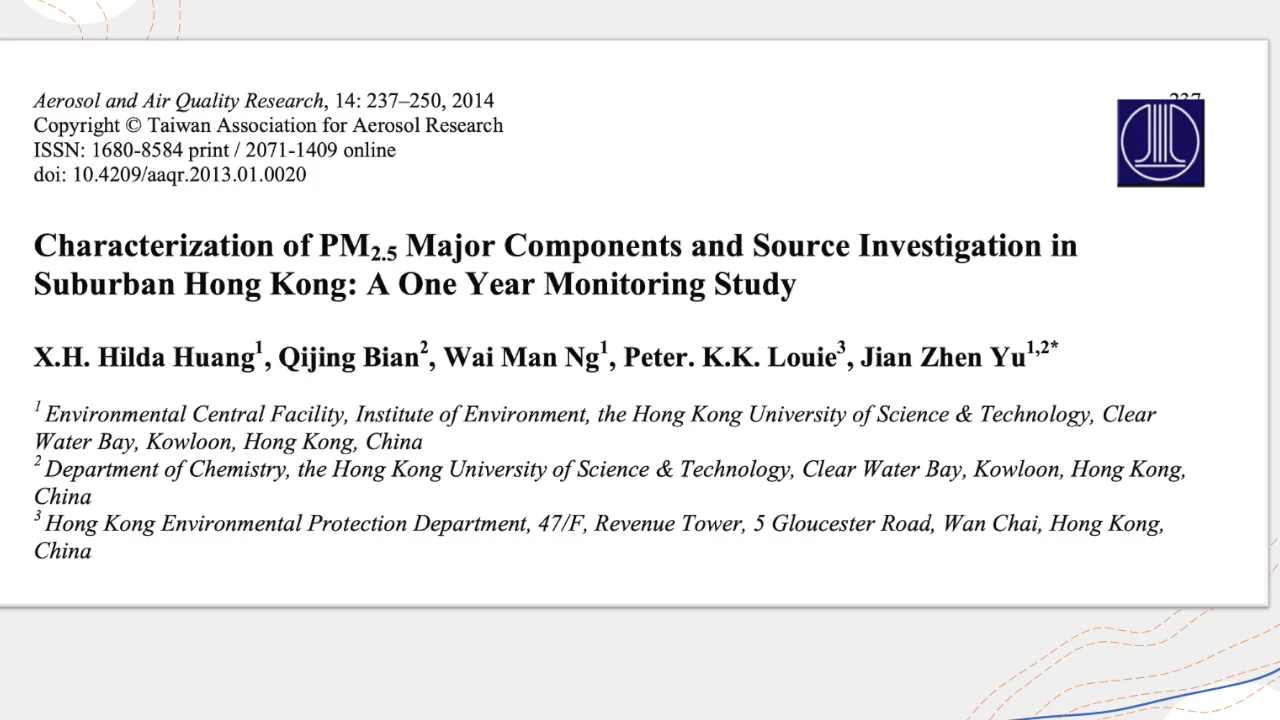 Aerosol and Air Quality Research, 14: 237–250, 2014
Copyright © Taiwan Association for Aerosol Research
ISSN: 1680-8584 print / 2071-1409 online
doi: 10.4209/aaqr.2013.01.0020
237
Characterization of PM2.5 Major Components and Source Investigation in
Suburban Hong Kong: A One Year Monitoring Study
X.H. Hilda Huang1, Qijing Bian2, Wai Man Ng1, Peter. K.K. Louie3, Jian Zhen Yu1,2*
1 Environmental Central Facility, Institute of Environment, the Hong Kong University of Science & Technology, Clear
Water Bay, Kowloon, Hong Kong, China
2 Department of Chemistry, the Hong Kong University of Science & Technology, Clear Water Bay, Kowloon, Hong Kong,
China
3 Hong Kong Environmental Protection Department, 47/F, Revenue Tower, 5 Gloucester Road, Wan Chai, Hong Kong,
China